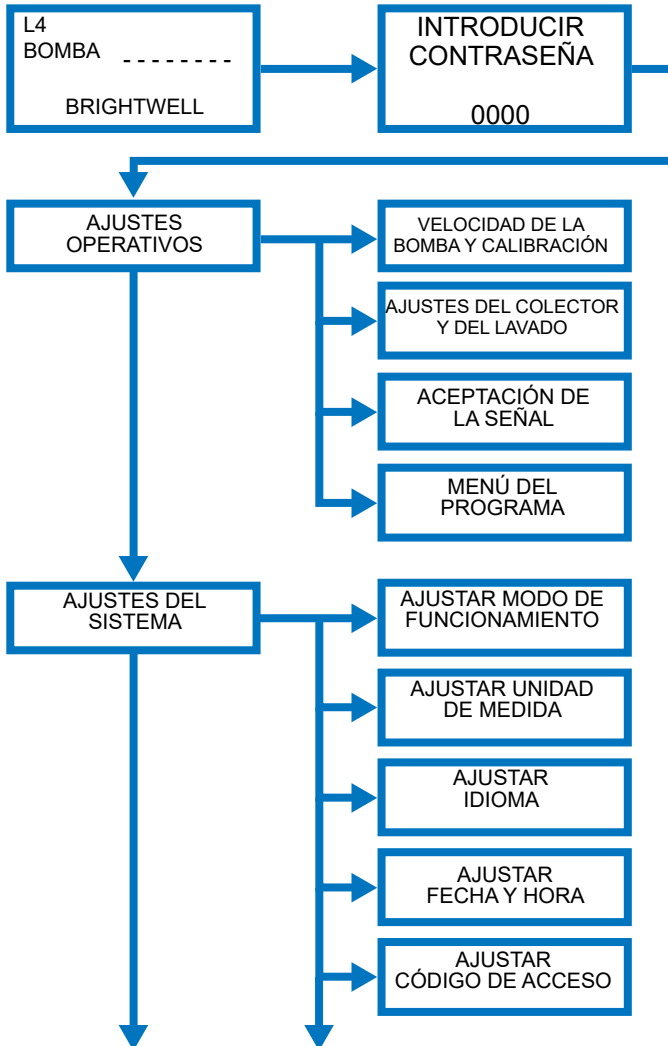 L4
BOMBA - - - - - - - -
BRIGHTWELL
INTRODUCIR
CONTRASEÑA
0000
AJUSTES
OPERATIVOS
VELOCIDAD DE LA
BOMBA Y CALIBRACIÓN
AJUSTES DEL COLECTOR
Y DEL LAVADO
ACEPTACIÓN DE
LA SEÑAL
MENÚ DEL
PROGRAMA
AJUSTES DEL
SISTEMA
AJUSTAR MODO DE
FUNCIONAMIENTO
AJUSTAR UNIDAD
DE MEDIDA
AJUSTAR
IDIOMA
AJUSTAR
FECHA Y HORA
AJUSTAR
CÓDIGO DE ACCESO